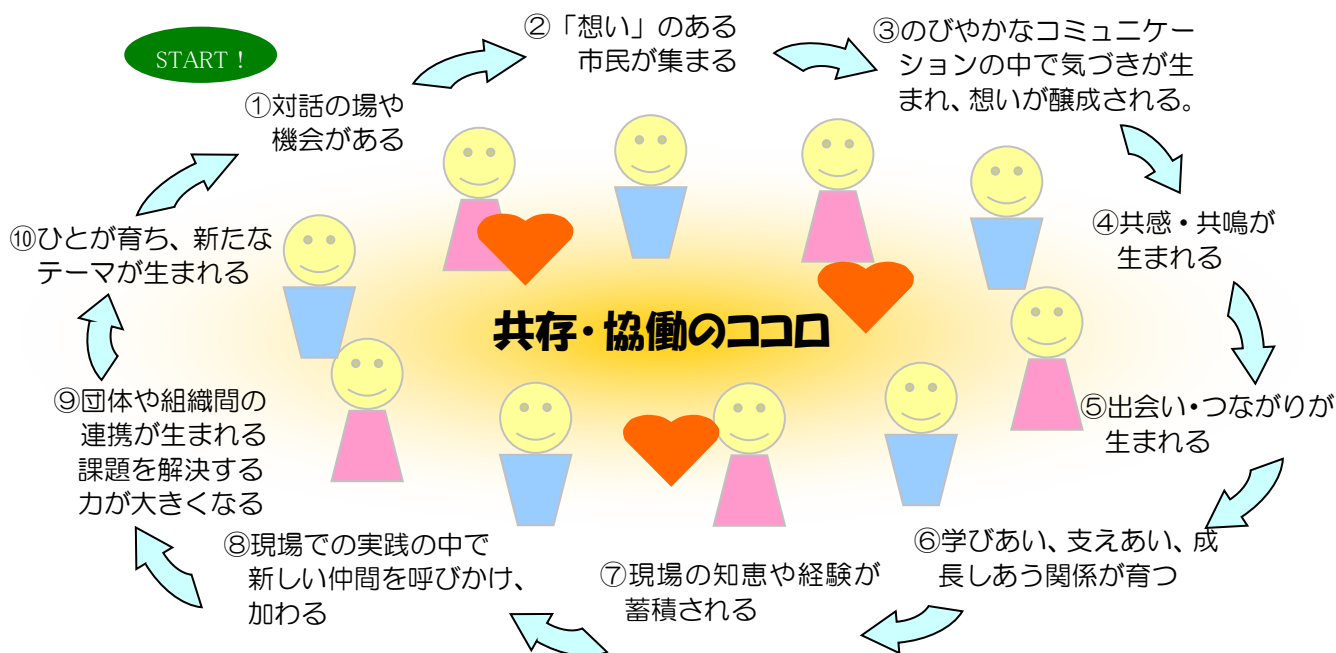 START！
①対話の場や
機会がある
②「想い」のある
市民が集まる
③のびやかなコミュニケー
ションの中で気づきが生
まれ、想いが醸成される。
④共感・共鳴が
生まれる
⑤出会い・つながりが
生まれる
⑥学びあい、支えあい、成
長しあう関係が育つ
⑦現場の知恵や経験が
蓄積される
⑧現場での実践の中で
新しい仲間を呼びかけ、
加わる
⑨団体や組織間の
連携が生まれる
課題を解決する
力が大きくなる
⑩ひとが育ち、新たな
テーマが生まれる
共存・協働のココロ